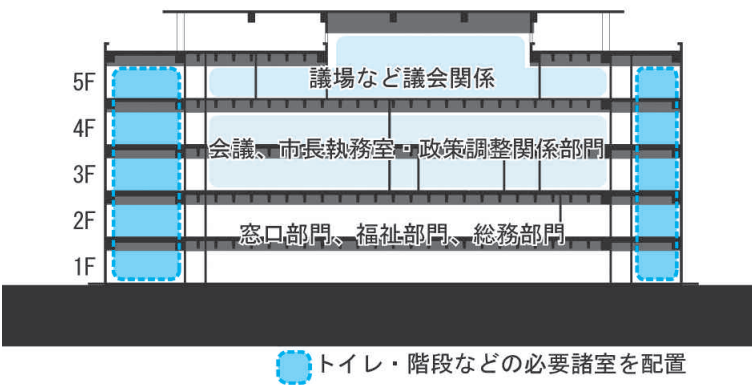 5F
議場など議会関係
4F
会議、市長執務室・政策調整関係部門
3F
2F
窓口部門、福祉部門、総務部門
1F
トイレ・階段などの必要諸室を配置